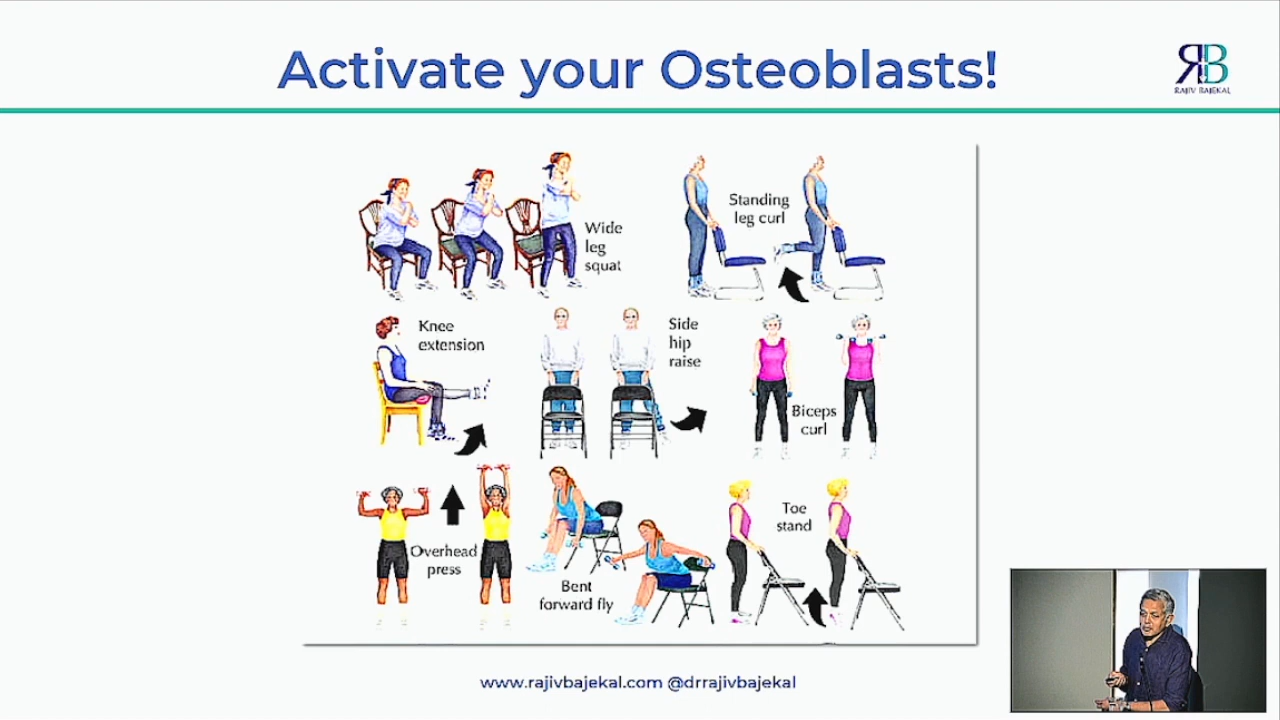 Activate your Osteoblasts!
RB
RAJIV BAJEKAL
Wide
leg
squat
Standing
leg curl
Knee
extension
Side
hip
raise
Biceps
curl
Overhead
press
Bent
forward fly
Toe
stand
www.rajivbajekal.com @drrajivbajekal